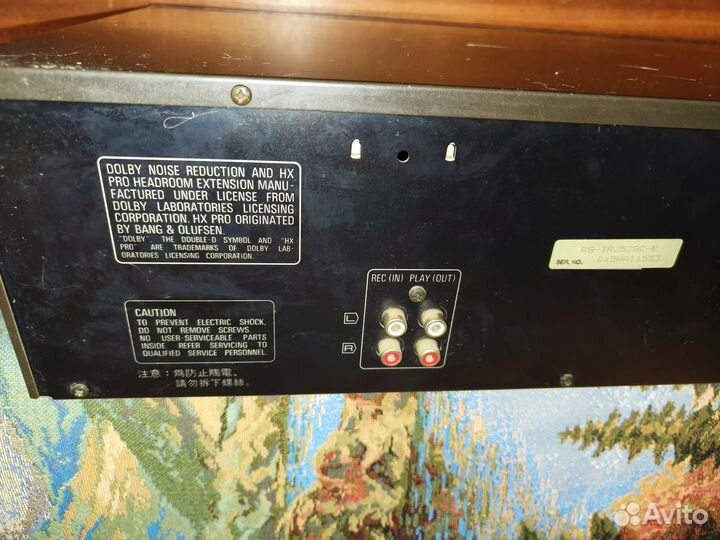 DOLBY NOISE REDUCTION AND HX
PRO HEADROOM EXTENSION MANU-
FACTURED UNDER LICENSE FROM
DOLBY LABORATORIES LICENSING
CORPORATION. HX PRO ORIGINATED
BY BANG & OLUFSEN.
"DOLBY", THE DOUBLE-D SYMBOL AND "HX
PRO" ARE TRADEMARKS OF DOLBY LAB-
ORATORIES LICENSING CORPORATION.
RS-TR252GC-K
SER. NO. DX5HA11533
REC (IN) PLAY (OUT)
L
R
CAUTION
TO PREVENT ELECTRIC SHOCK,
DO NOT REMOVE SCREWS.
NO USER-SERVICEABLE PARTS
INSIDE REFER SERVICING TO
QUALIFIED SERVICE PERSONNEL.
注意：為防止觸電、
請勿拆下螺絲.
Avito